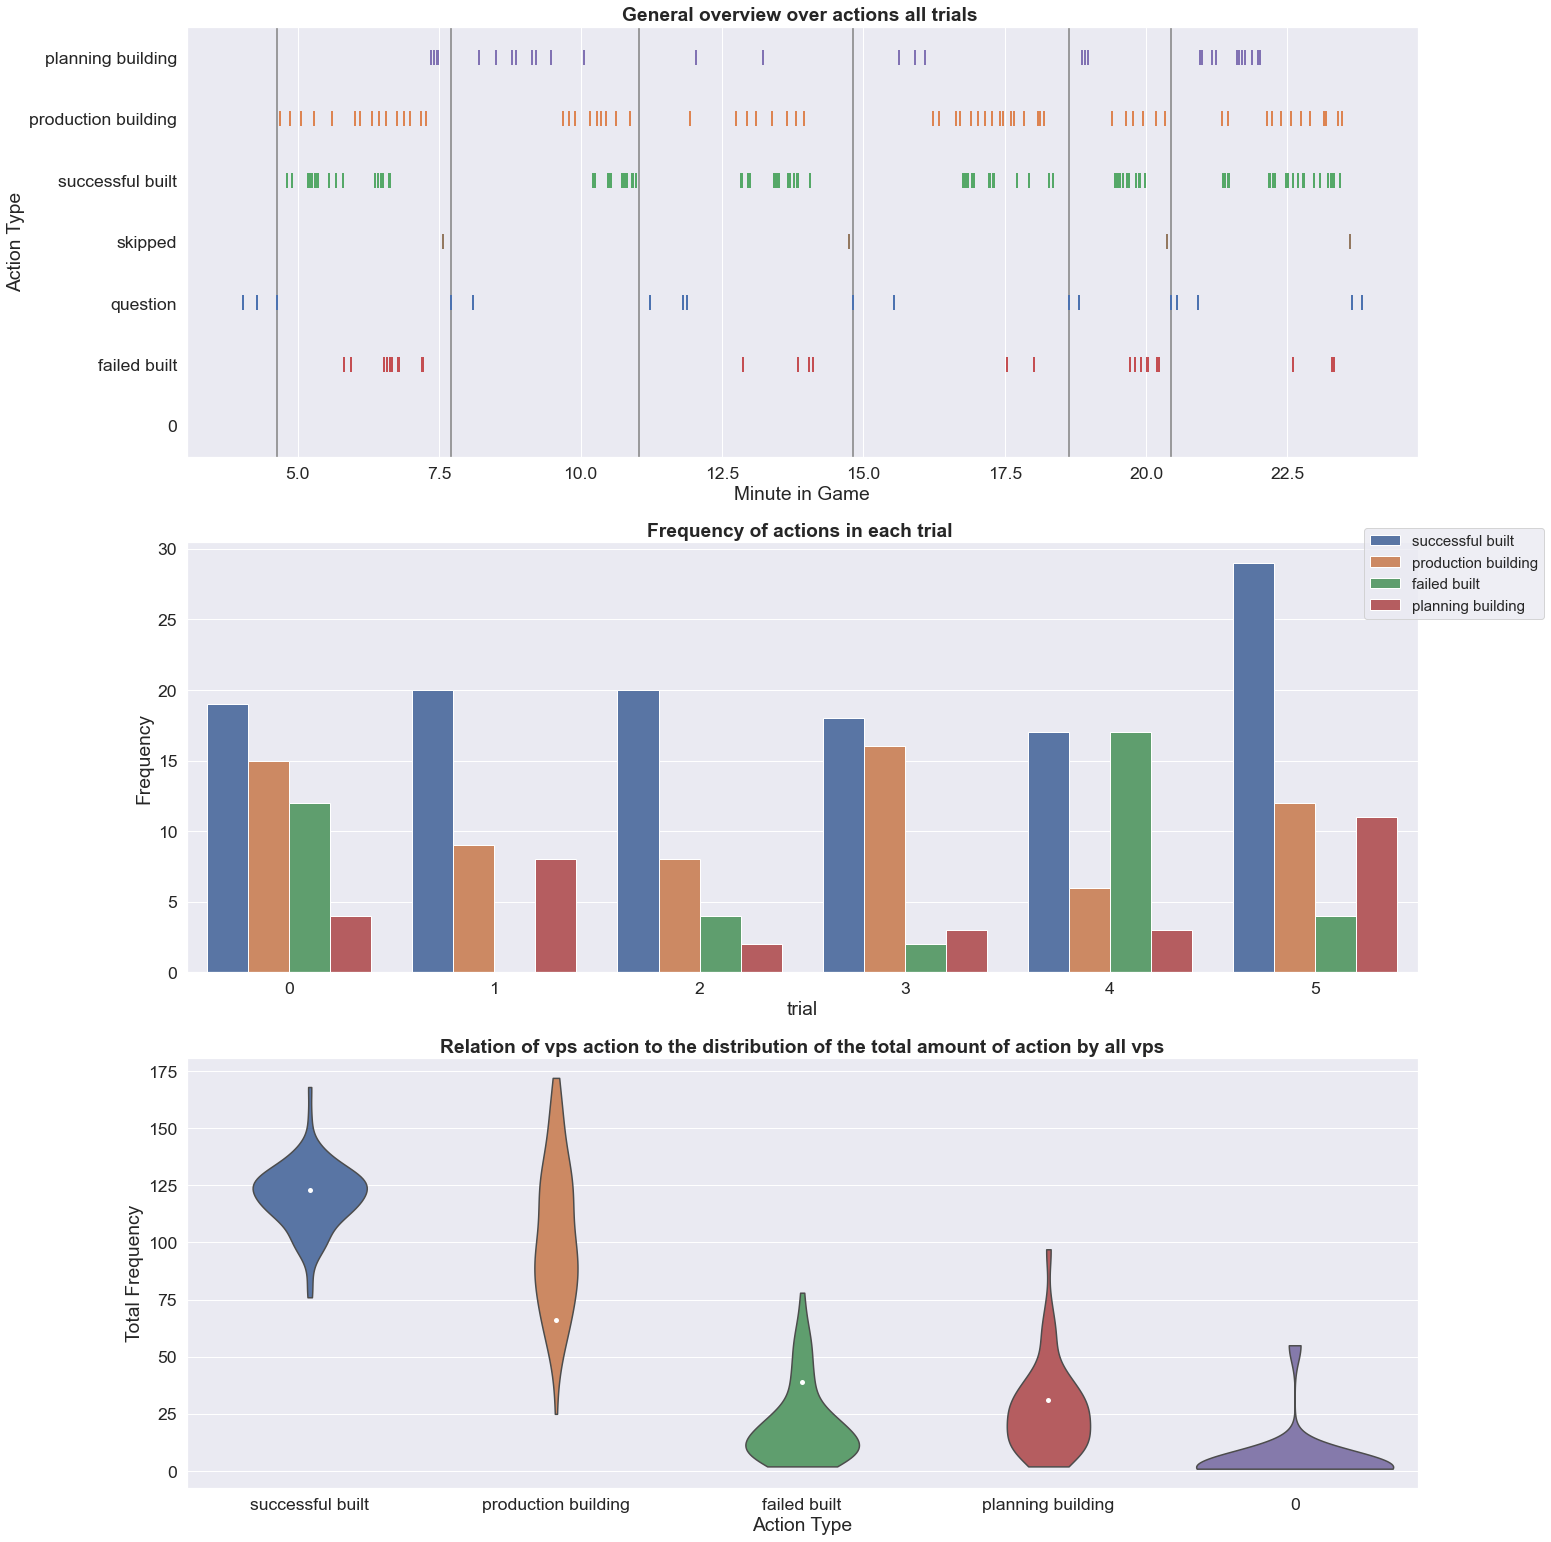 General overview over actions all trials
planning building
production building
successful built
skipped
question
failed built
0
Action Type
5.0 7.5 10.0 12.5 15.0 17.5 20.0 22.5
Minute in Game
Frequency of actions in each trial
successful built
production building
failed built
planning building
30
25
20
15
10
5
0
Frequency
0 1 2 3 4 5
trial
Relation of vps action to the distribution of the total amount of action by all vps
175
150
125
100
75
50
25
0
Total Frequency
successful built production building failed built planning building 0
Action Type